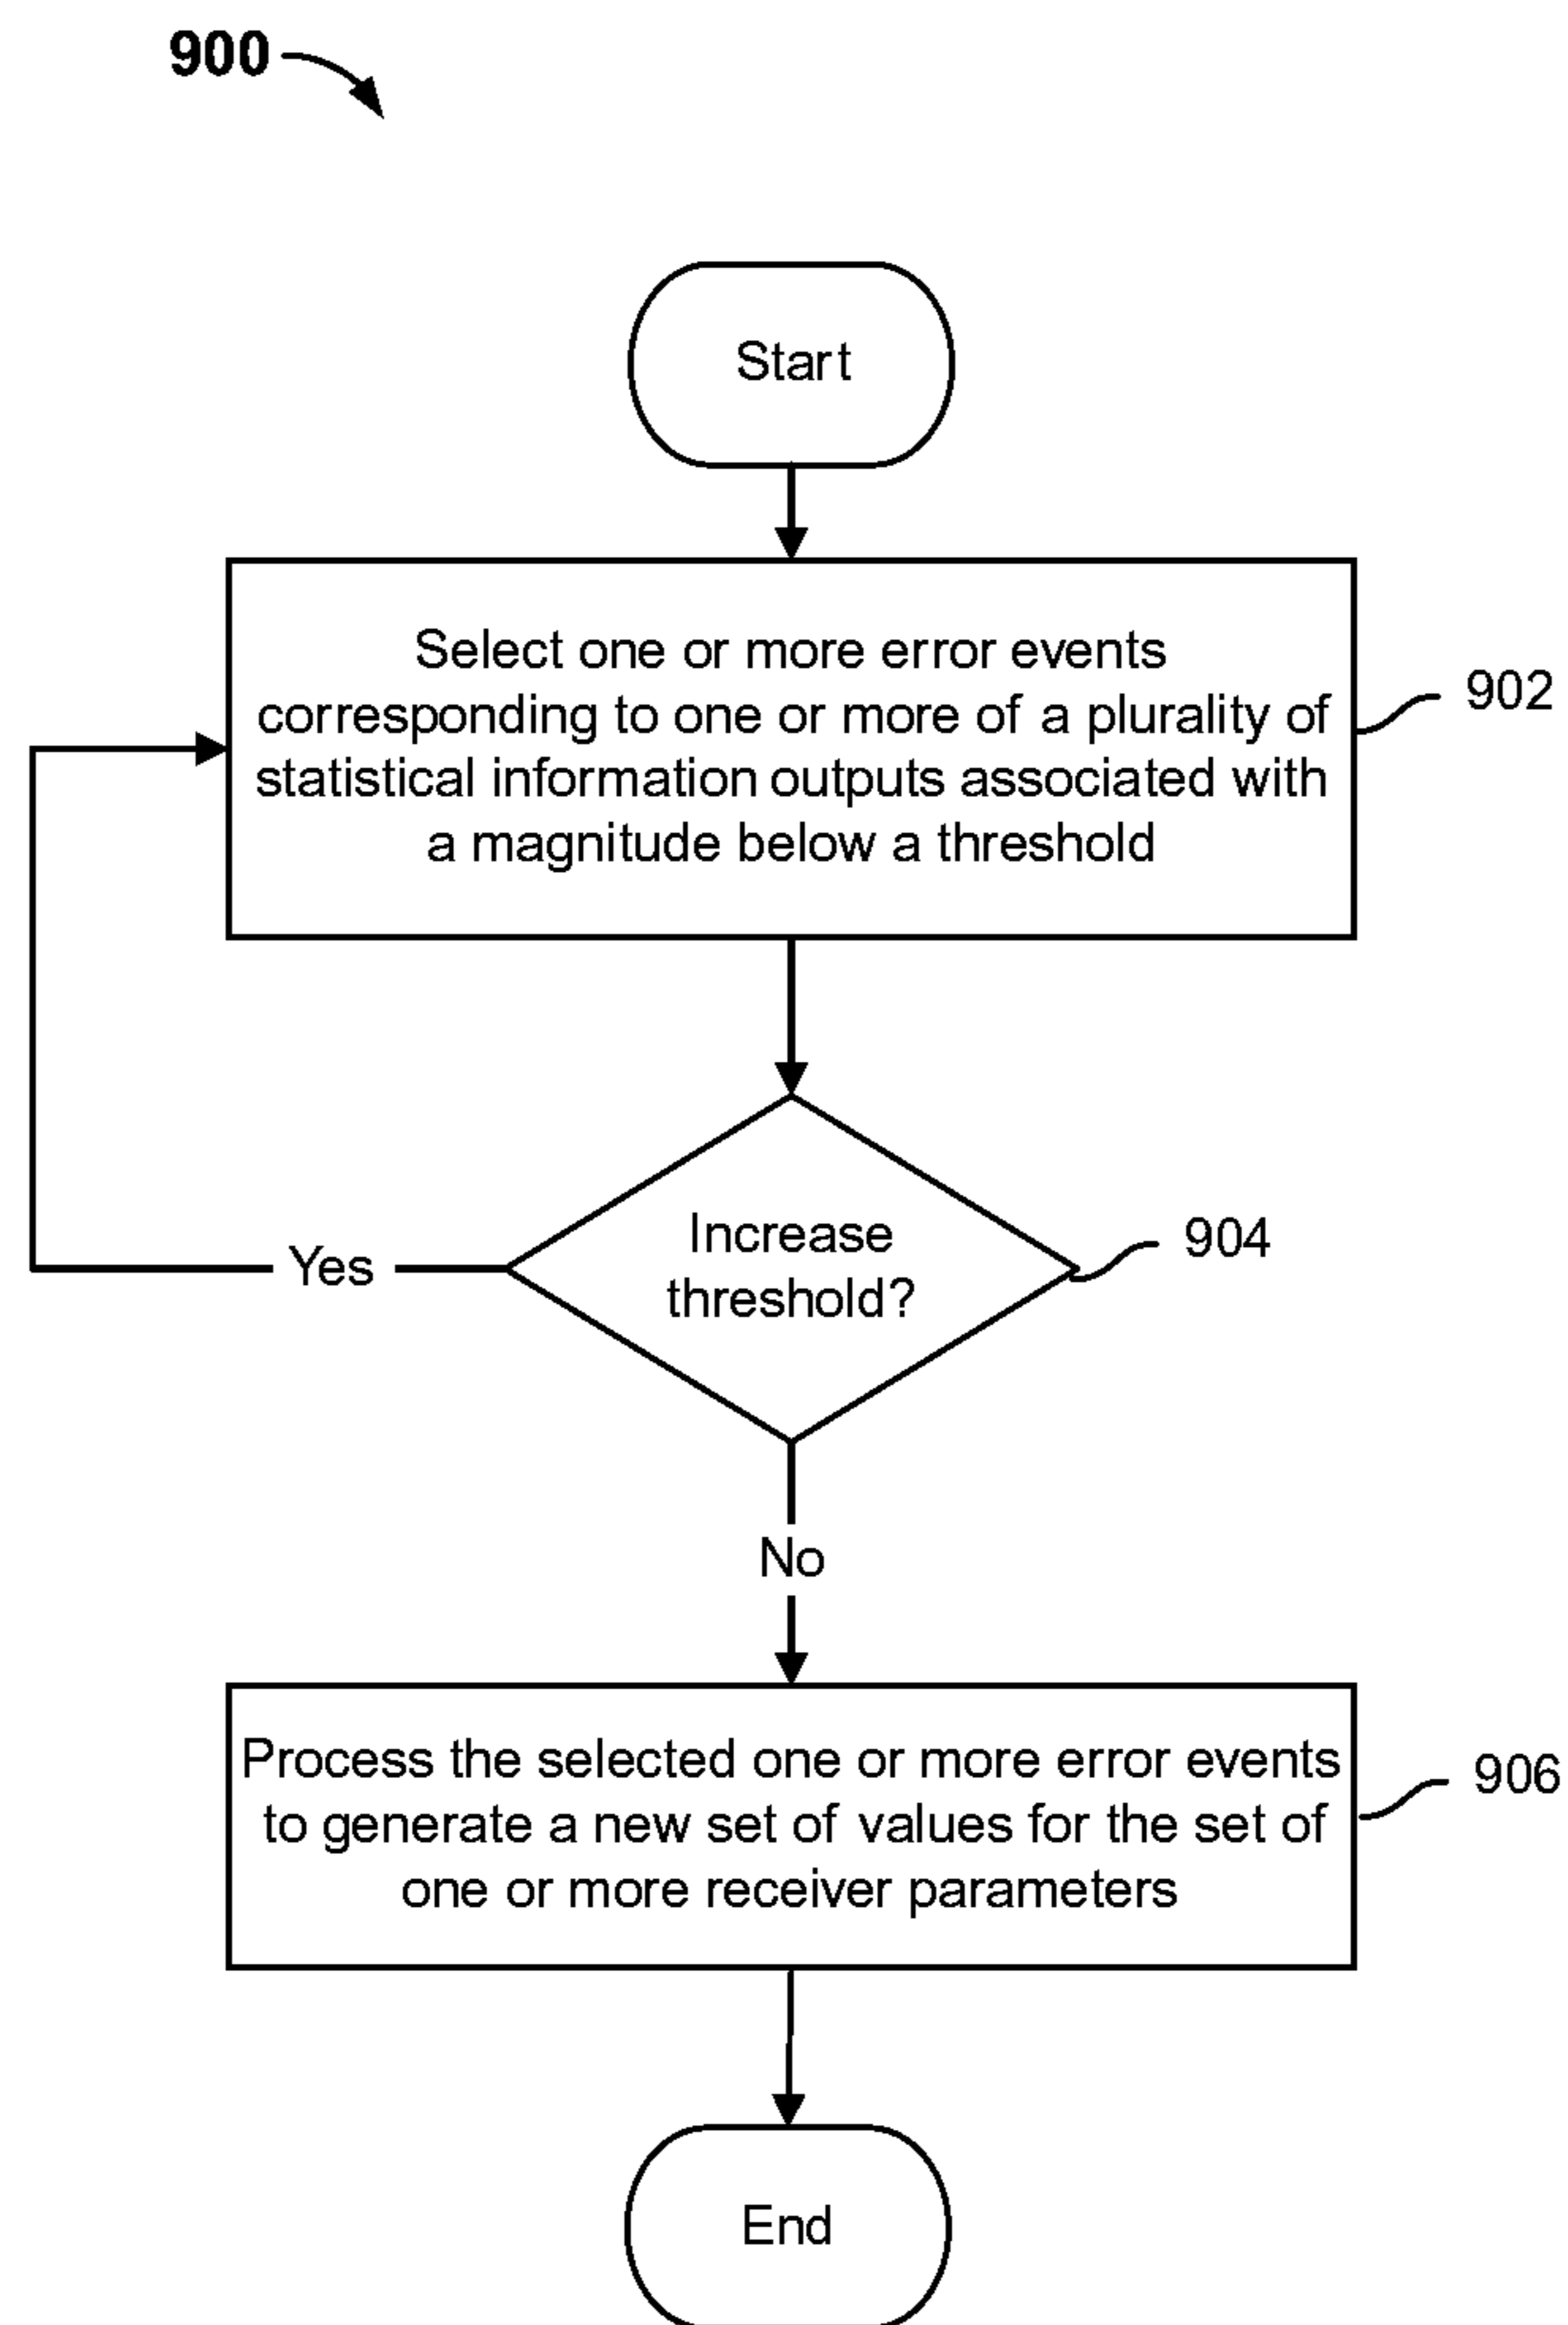 900
Start
Select one or more error events
corresponding to one or more of a plurality of
statistical information outputs associated with
a magnitude below a threshold
902
Increase
threshold?
904
Yes
No
Process the selected one or more error events
to generate a new set of values for the set of
one or more receiver parameters
906
End